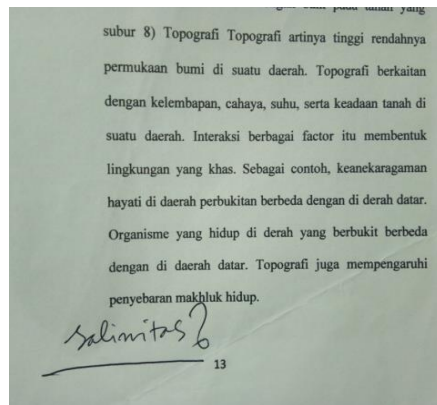 tanah yang
subur 8) Topografi Topografi artinya tinggi rendahnya
permukaan bumi di suatu daerah. Topografi berkaitan
dengan kelembapan, cahaya, suhu, serta keadaan tanah di
suatu daerah. Interaksi berbagai factor itu membentuk
lingkungan yang khas. Sebagai contoh, keanekaragaman
hayati di daerah perbukitan berbeda dengan di derah datar.
Organisme yang hidup di derah yang berbukit berbeda
dengan di daerah datar. Topografi juga mempengaruhi
penyebaran makhluk hidup.
Salinitas?
13